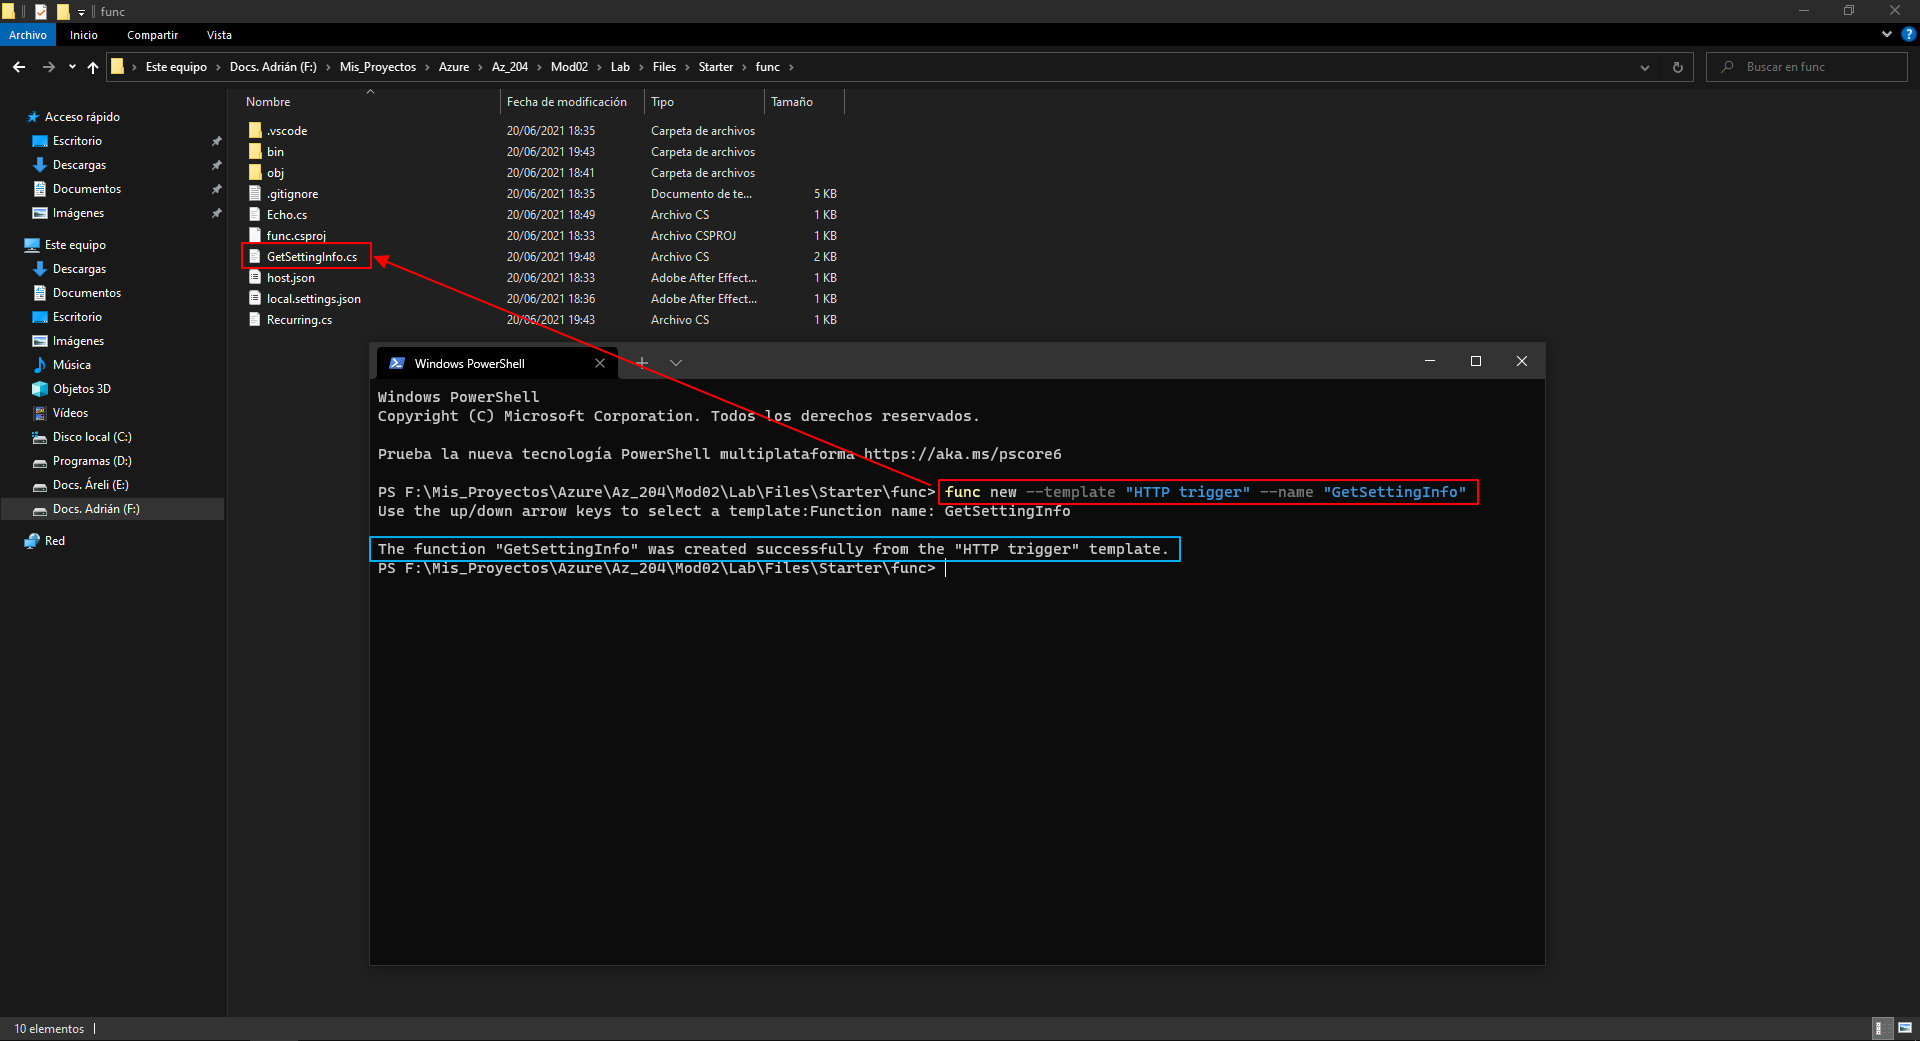 func
Archivo Inicio Compartir Vista
Este equipo Docs. Adrián (F:) Mis_Proyectos Azure Az_204 Mod02 Lab Files Starter func
Buscar en func
Acceso rápido
Escritorio
Descargas
Documentos
Imágenes
Este equipo
Descargas
Documentos
Escritorio
Imágenes
Música
Objetos 3D
Vídeos
Disco local (C:)
Programas (D:)
Docs. Áreli (E:)
Docs. Adrián (F:)
Red
Nombre Fecha de modificación Tipo Tamaño
.vscode 20/06/2021 18:35 Carpeta de archivos
bin 20/06/2021 19:43 Carpeta de archivos
obj 20/06/2021 18:41 Carpeta de archivos
.gitignore 20/06/2021 18:35 Documento de te... 5 KB
Echo.cs 20/06/2021 18:49 Archivo CS 1 KB
func.csproj 20/06/2021 18:33 Archivo CSPROJ 1 KB
GetSettingInfo.cs 20/06/2021 19:48 Archivo CS 2 KB
host.json 20/06/2021 18:33 Adobe After Effect... 1 KB
local.settings.json 20/06/2021 18:36 Adobe After Effect... 1 KB
Recurring.cs 20/06/2021 19:43 Archivo CS 1 KB
Windows PowerShell
Windows PowerShell
Copyright (C) Microsoft Corporation. Todos los derechos reservados.
Prueba la nueva tecnología PowerShell multiplataforma https://aka.ms/pscore6
PS F:\Mis_Proyectos\Azure\Az_204\Mod02\Lab\Files\Starter\func> func new --template "HTTP trigger" --name "GetSettingInfo"
Use the up/down arrow keys to select a template:Function name: GetSettingInfo
The function "GetSettingInfo" was created successfully from the "HTTP trigger" template.
PS F:\Mis_Proyectos\Azure\Az_204\Mod02\Lab\Files\Starter\func>
10 elementos